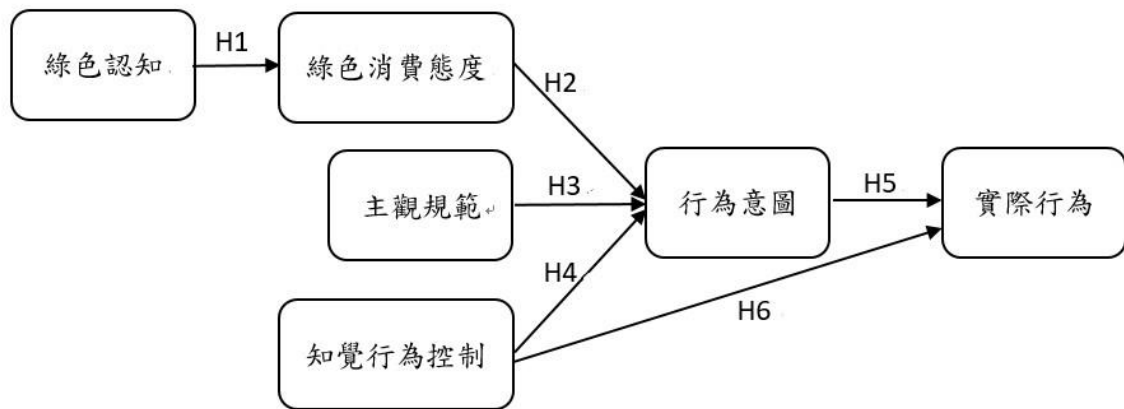 綠色認知
H1
綠色消費態度
H2
主觀規範
H3
行為意圖
H5
實際行為
H4
知覺行為控制
H6